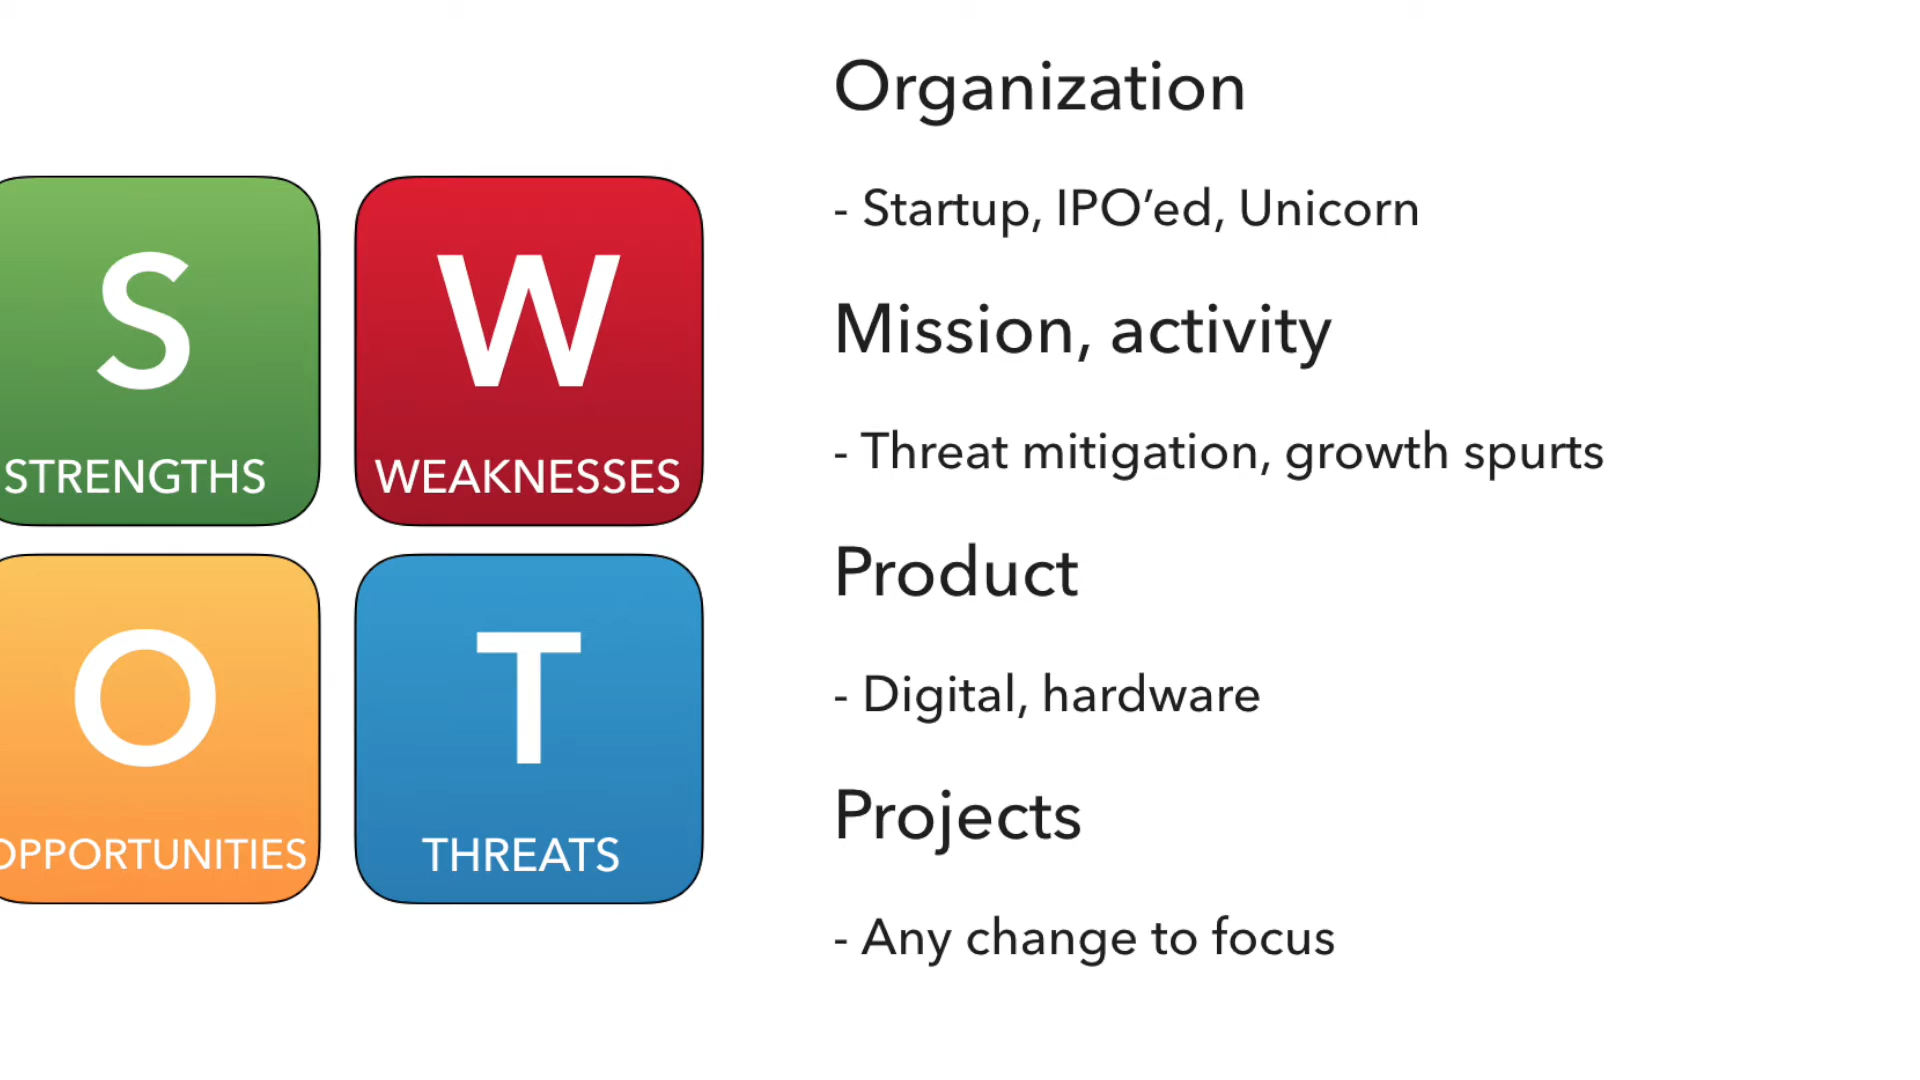 S
STRENGTHS
W
WEAKNESSES
O
OPPORTUNITIES
T
THREATS
Organization
- Startup, IPO’ed, Unicorn
Mission, activity
- Threat mitigation, growth spurts
Product
- Digital, hardware
Projects
- Any change to focus